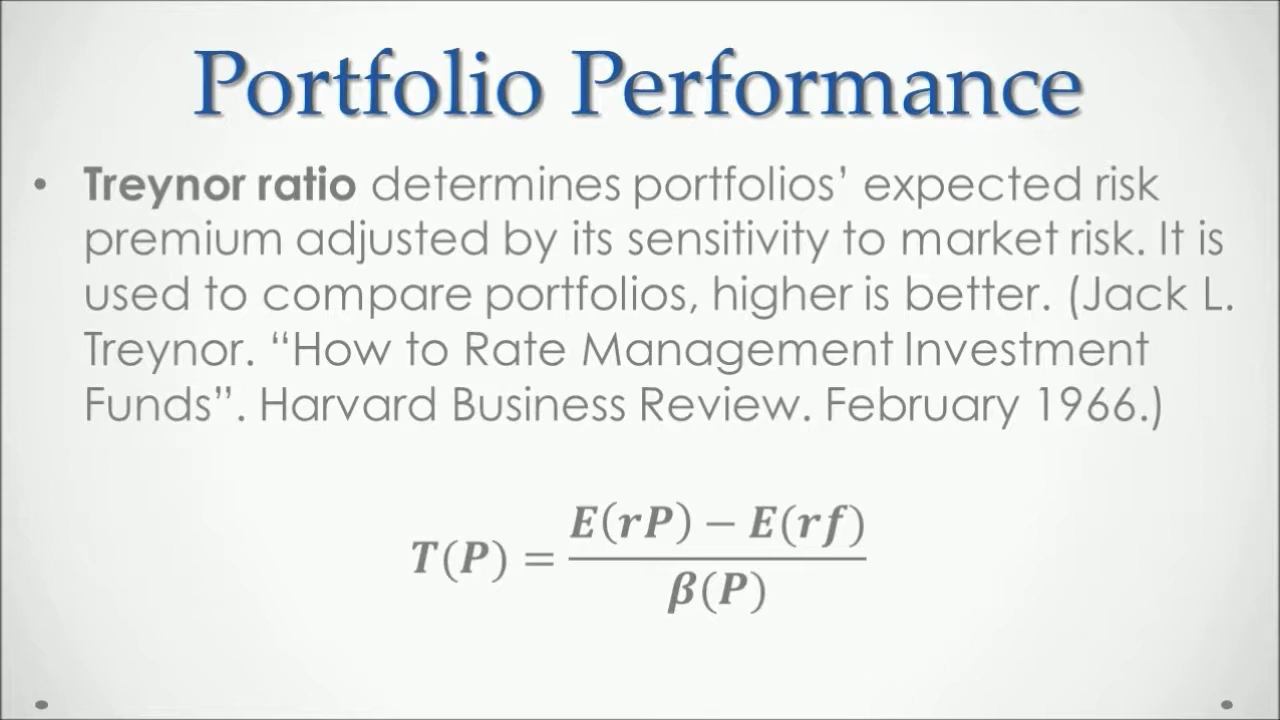 Portfolio Performance
• Treynor ratio determines portfolios’ expected risk
premium adjusted by its sensitivity to market risk. It is
used to compare portfolios, higher is better. (Jack L.
Treynor. “How to Rate Management Investment
Funds”. Harvard Business Review. February 1966.)
T(P) = E(rP) − E(rf)
β(P)